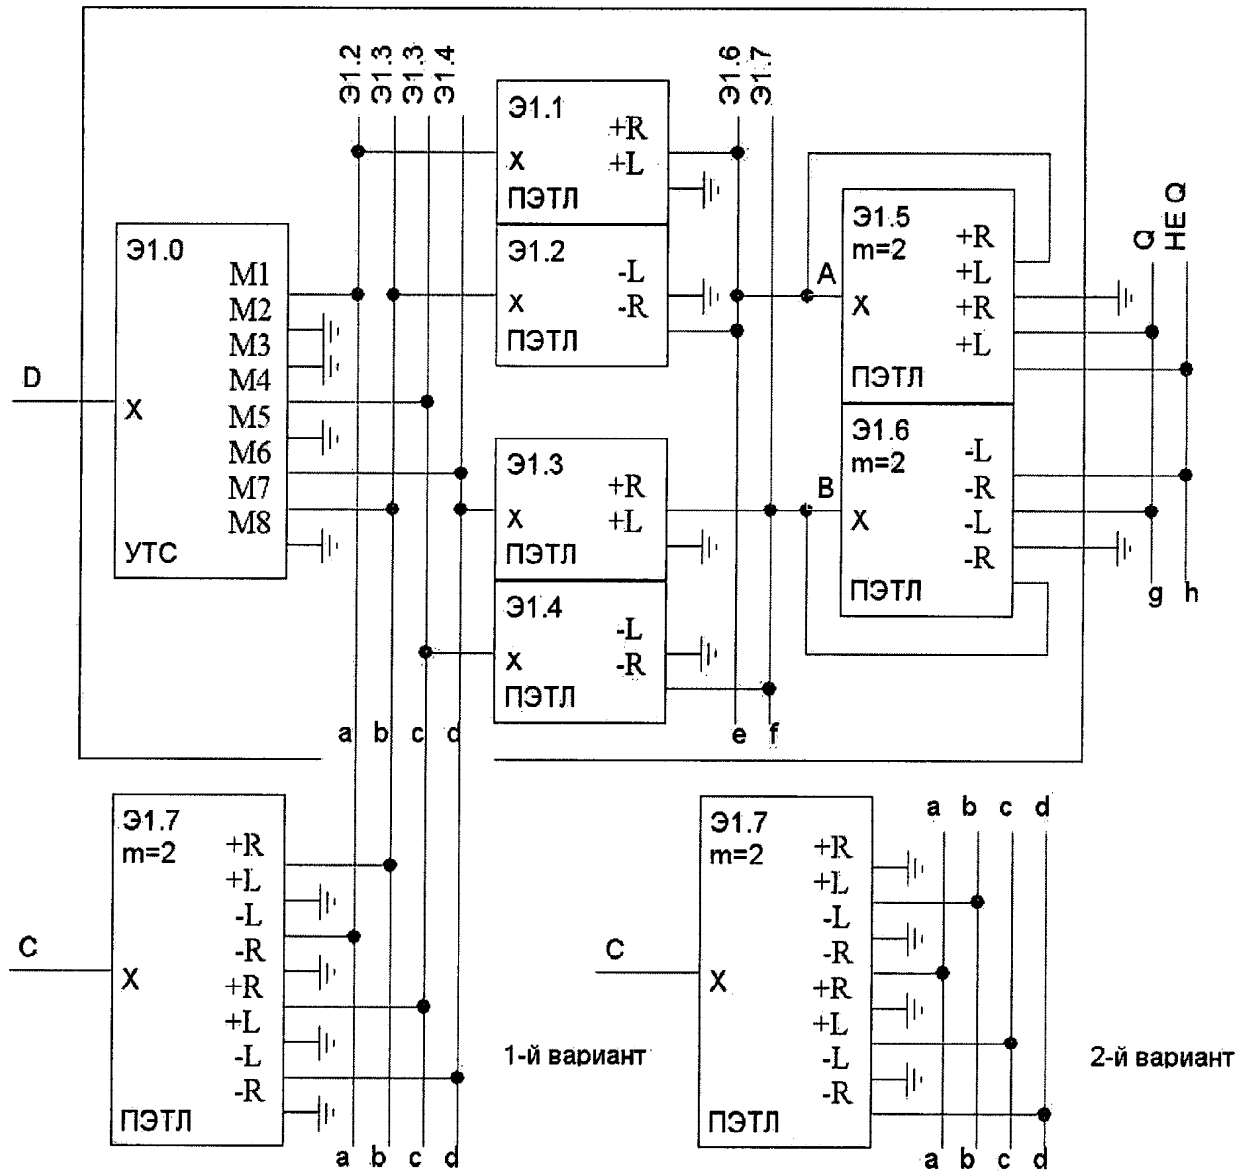 Э1.2
Э1.3
Э1.3
Э1.4
Э1.6
Э1.7
Э1.1
+R
+L
X
ПЭТЛ
Э1.2
-L
-R
X
ПЭТЛ
Э1.0
M1
M2
M3
M4
M5
M6
M7
M8
D
X
УТС
Э1.3
+R
+L
X
ПЭТЛ
Э1.4
-L
-R
X
ПЭТЛ
A
Э1.5
m=2
+R
+L
+R
+L
X
ПЭТЛ
B
Э1.6
m=2
-L
-R
-L
-R
X
ПЭТЛ
Q
НЕ Q
g h
a b c d
e f
Э1.7
m=2
+R
+L
-L
-R
+R
+L
-L
-R
C
X
ПЭТЛ
a b c d
1-й вариант
a b c d
Э1.7
m=2
+R
+L
-L
-R
+R
+L
-L
-R
C
X
ПЭТЛ
a b c d
2-й вариант